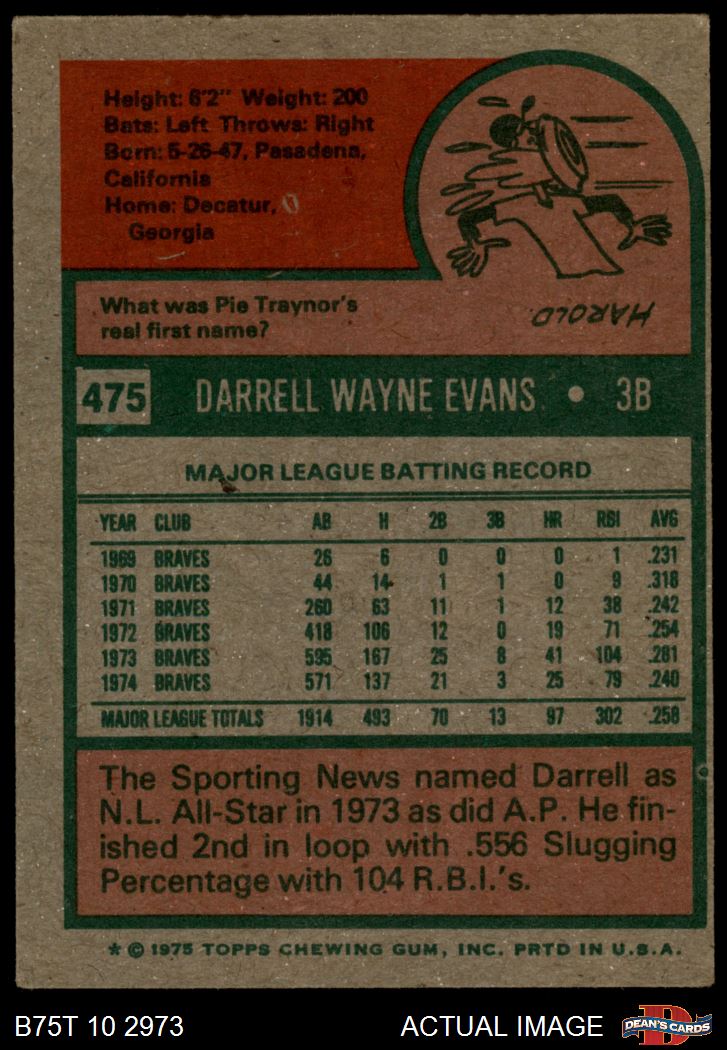 Height: 6'2" Weight: 200
Bats: Left Throws: Right
Born: 5-26-47, Pasadena,
California
Home: Decatur,
Georgia
What was Pie Traynor's
real first name?
HAROLD
475 DARRELL WAYNE EVANS • 3B
MAJOR LEAGUE BATTING RECORD
YEAR CLUB AB H 2B 3B HR RBI AVG
1969 BRAVES 26 6 0 0 0 1 .231
1970 BRAVES 44 14 1 1 0 9 .318
1971 BRAVES 260 63 11 1 12 38 .242
1972 BRAVES 418 106 12 0 19 71 .254
1973 BRAVES 595 167 25 8 41 104 .281
1974 BRAVES 571 137 21 3 25 79 .240
MAJOR LEAGUE TOTALS 1914 493 70 13 97 302 .258
The Sporting News named Darrell as
N.L. All-Star in 1973 as did A.P. He fin-
ished 2nd in loop with .556 Slugging
Percentage with 104 R.B.I.'s.
* © 1975 TOPPS CHEWING GUM, INC. PRTD IN U.S.A.
B75T 10 2973 ACTUAL IMAGE
D
DEAN'S CARDS